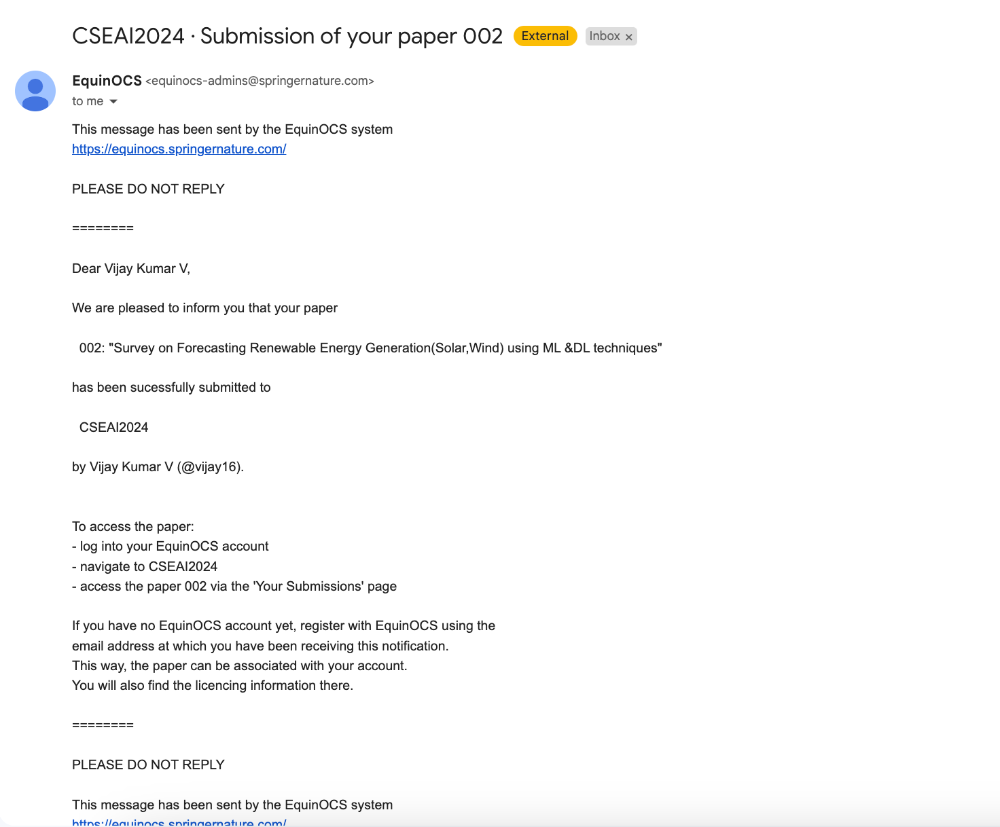 CSEAI2024 · Submission of your paper 002 External Inbox ×
EquinOCS <equinocs-admins@springernature.com>
to me
This message has been sent by the EquinOCS system
https://equinocs.springernature.com/
PLEASE DO NOT REPLY
========
Dear Vijay Kumar V,
We are pleased to inform you that your paper
002: "Survey on Forecasting Renewable Energy Generation(Solar,Wind) using ML &DL techniques"
has been sucessfully submitted to
CSEAI2024
by Vijay Kumar V (@vijay16).
To access the paper:
- log into your EquinOCS account
- navigate to CSEAI2024
- access the paper 002 via the 'Your Submissions' page
If you have no EquinOCS account yet, register with EquinOCS using the
email address at which you have been receiving this notification.
This way, the paper can be associated with your account.
You will also find the licencing information there.
========
PLEASE DO NOT REPLY
This message has been sent by the EquinOCS system
https://equinocs.springernature.com/